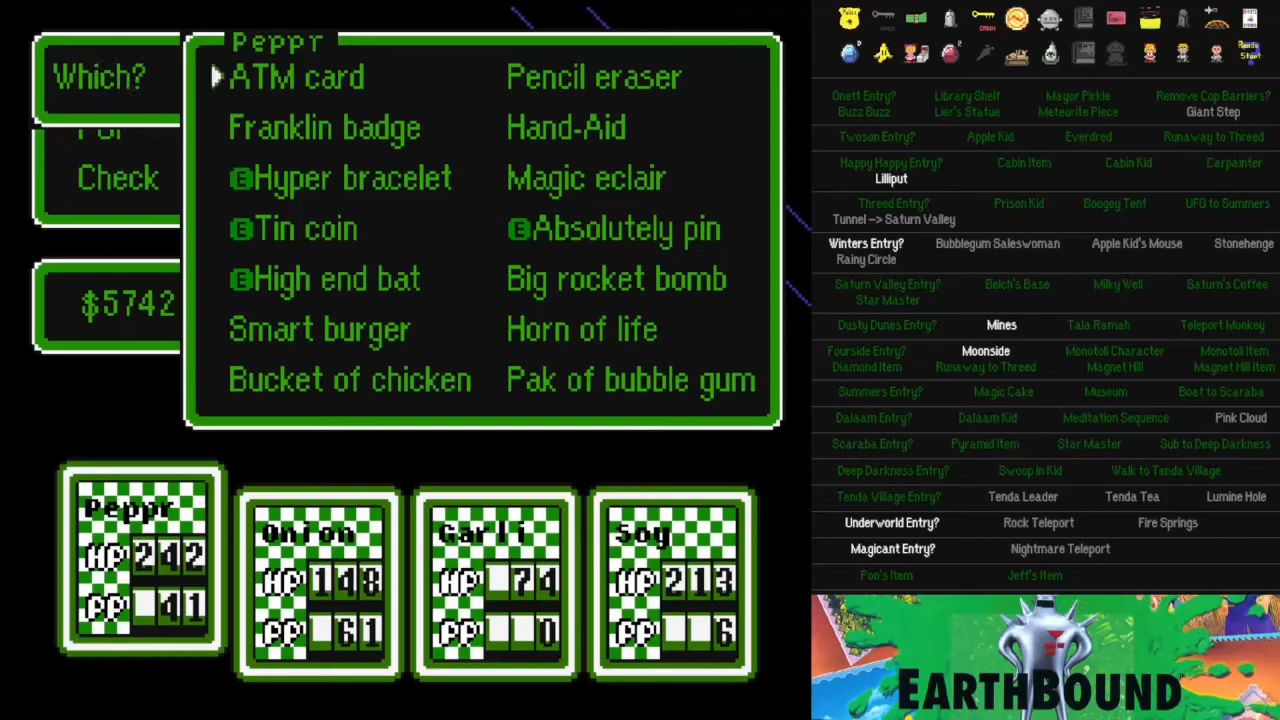 Peppr
Which?
ATM card
Pencil eraser
Franklin badge
Hand-Aid
Check
Hyper bracelet
Magic eclair
E Tin coin
E Absolutely pin
E High end bat
Big rocket bomb
$5742
Smart burger
Horn of life
Bucket of chicken
Pak of bubble gum
Peppr
HP 242
PP 41
Onion
HP 148
PP 61
Garli
HP 74
PP 0
Soy
HP 213
PP 6
Onett Entry? Library Shelf Mayor Pirkle Remove Cop Barriers?
Buzz Buzz Lier's Statue Meteorite Piece Giant Step
Twoson Entry? Apple Kid Everdred Runaway to Threed
Happy Happy Entry? Cabin Item Cabin Kid Carpainter
Lilliput
Threed Entry? Prison Kid Boogey Tent UFO to Summers
Tunnel -> Saturn Valley
Winters Entry? Bubblegum Saleswoman Apple Kid's Mouse Stonehenge
Rainy Circle
Saturn Valley Entry? Belch's Base Milky Well Saturn's Coffee
Star Master
Dusty Dunes Entry? Mines Tala Ramah Teleport Monkey
Fourside Entry? Moonside Monotoli Character Monotoli Item
Diamond Item Runaway to Threed Magnet Hill Magnet Hill Item
Summers Entry? Magic Cake Museum Boat to Scaraba
Dalaam Entry? Dalaam Kid Meditation Sequence Pink Cloud
Scaraba Entry? Pyramid Item Star Master Sub to Deep Darkness
Deep Darkness Entry? Swoop In Kid Walk to Tenda Village
Tenda Village Entry? Tenda Leader Tenda Tea Lumine Hole
Underworld Entry? Rock Teleport Fire Springs
Magicant Entry? Nightmare Teleport
Poo's Item Jeff's Item
EARTHBOUND